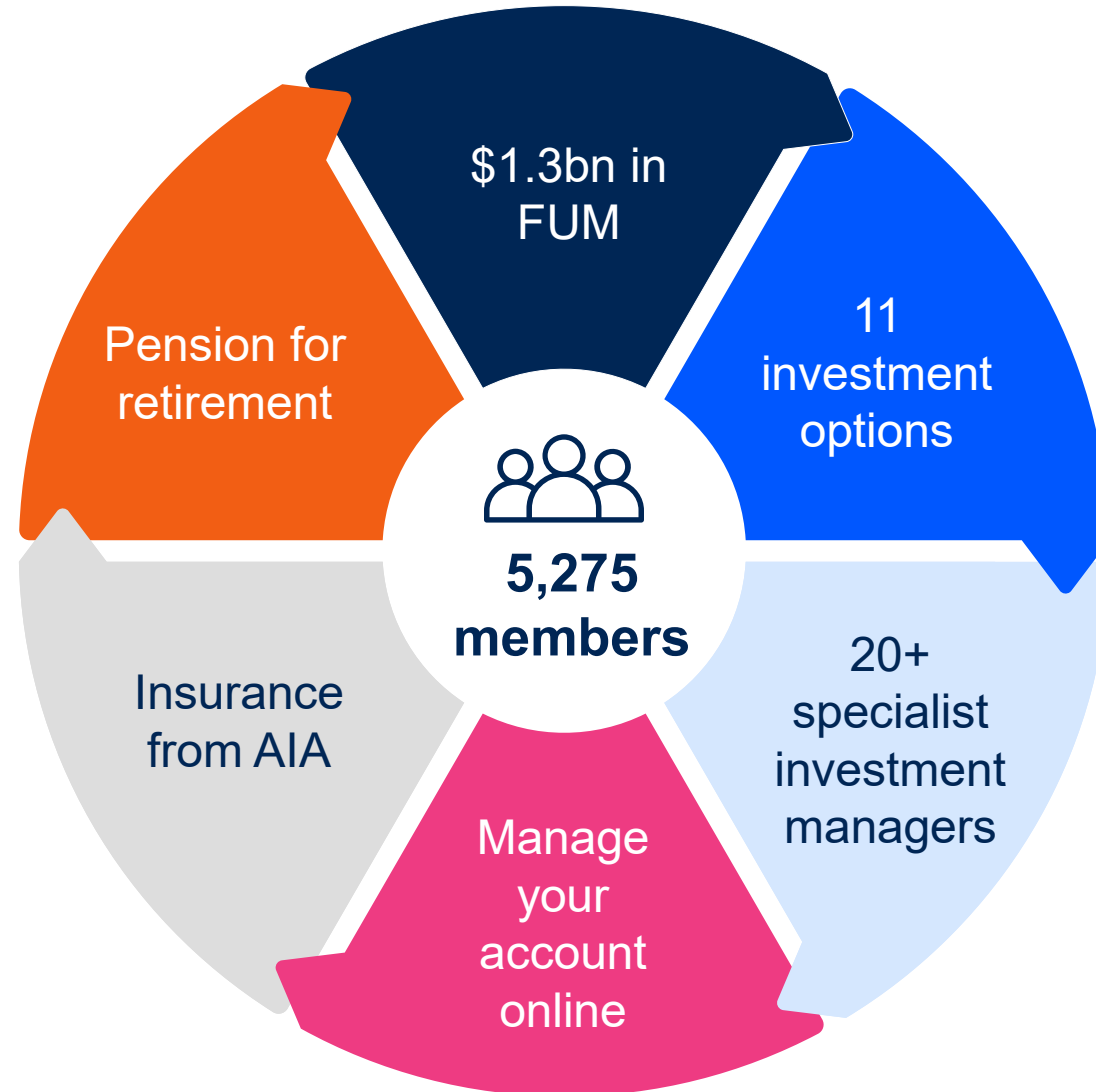 $1.3bn in
FUM
11
investment
options
20+
specialist
investment
managers
Manage
your
account
online
Insurance
from AIA
Pension for
retirement
5,275
members